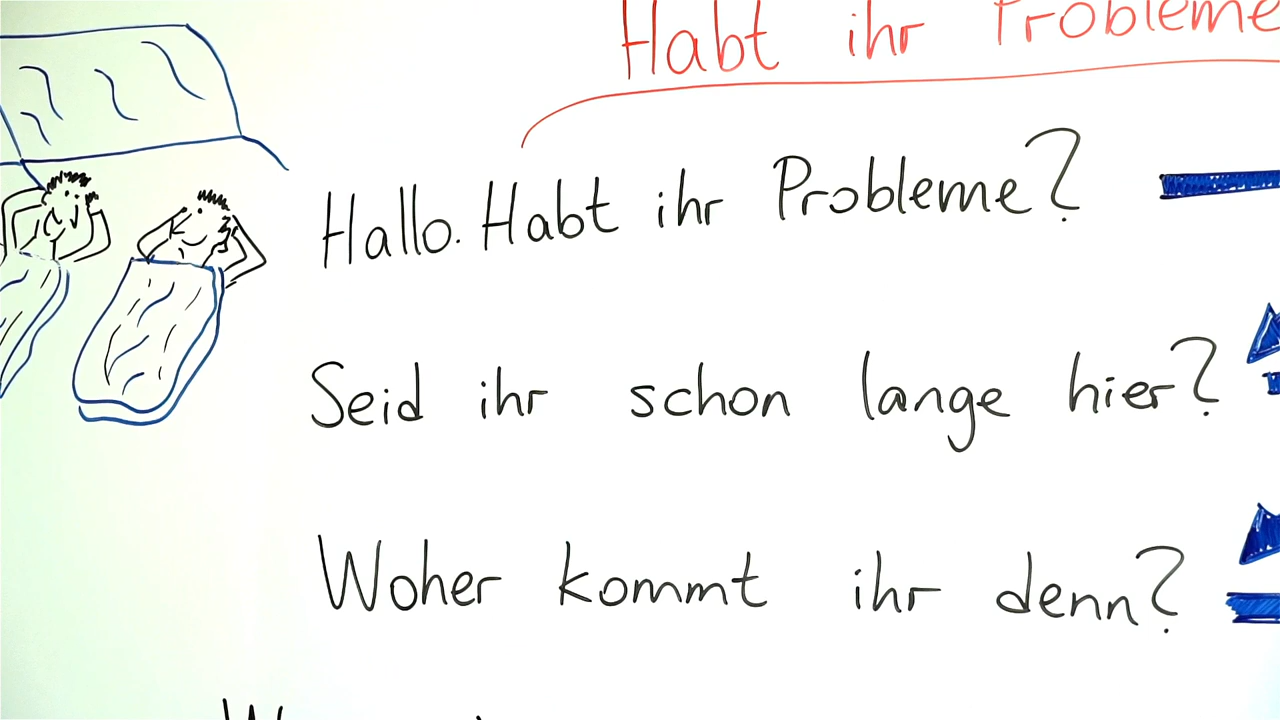 Habt ihr Probleme
Hallo. Habt ihr Probleme?
Seid ihr schon lange hier?
Woher kommt ihr denn?